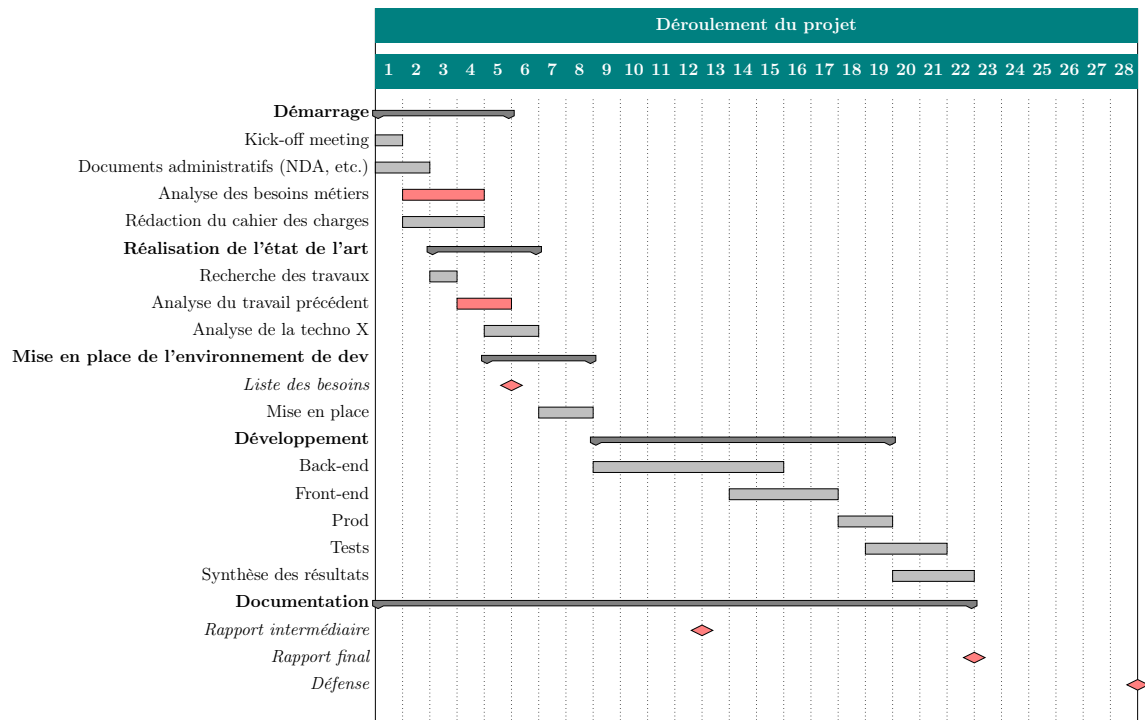 Déroulement du projet
1 2 3 4 5 6 7 8 9 10 11 12 13 14 15 16 17 18 19 20 21 22 23 24 25 26 27 28
Démarrage
Kick-off meeting
Documents administratifs (NDA, etc.)
Analyse des besoins métiers
Rédaction du cahier des charges
Réalisation de l'état de l'art
Recherche des travaux
Analyse du travail précédent
Analyse de la techno X
Mise en place de l'environnement de dev
Liste des besoins
Mise en place
Développement
Back-end
Front-end
Prod
Tests
Synthèse des résultats
Documentation
Rapport intermédiaire
Rapport final
Défense